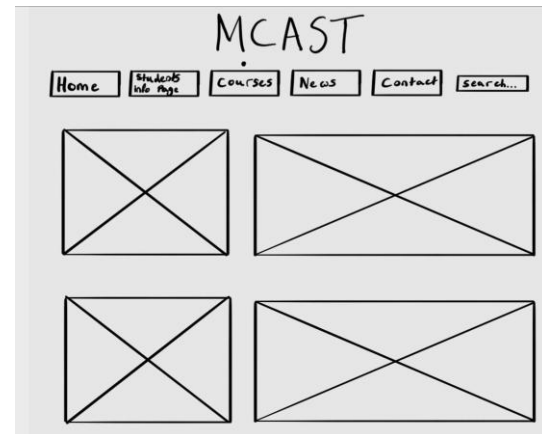 MCAST
Home
Students
info Page
Courses
News
Contact
search...